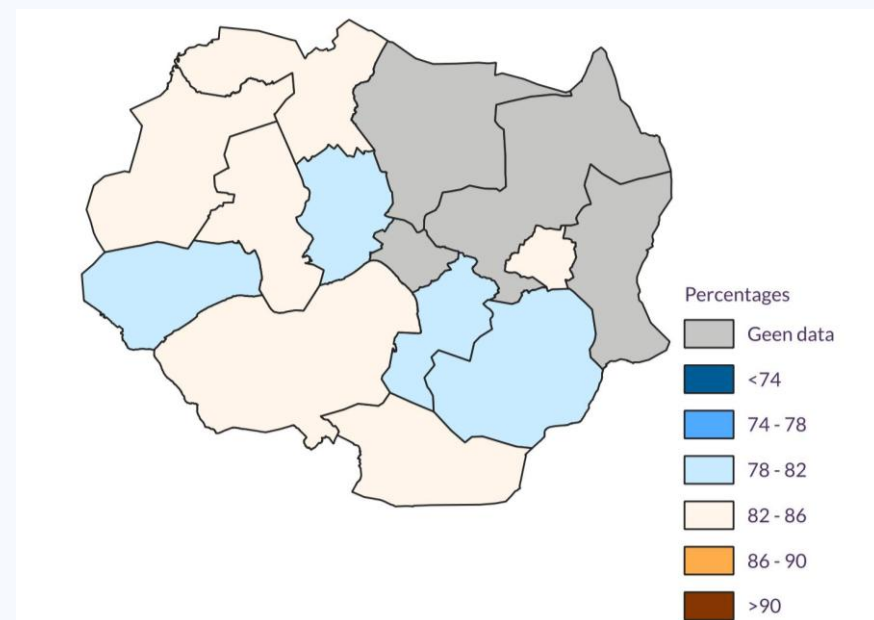 Percentages
Geen data
<74
74 - 78
78 - 82
82 - 86
86 - 90
>90